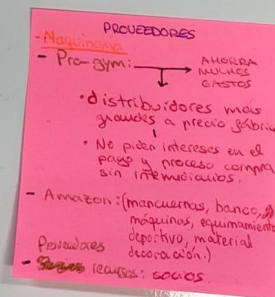 PROVEEDORES
- Maquinaria
- Pro-gym: → AHORRA
MUCHOS
GASTOS
• distribuidores más
grandes a precio fábrica
• No piden intereses en el
pago y proceso compra
sin intermediarios.
- Amazon: (mancuernas, banco,
máquinas, equipamiento
deportivo, material
decoración.)
Proveedores
- recursos: socios.